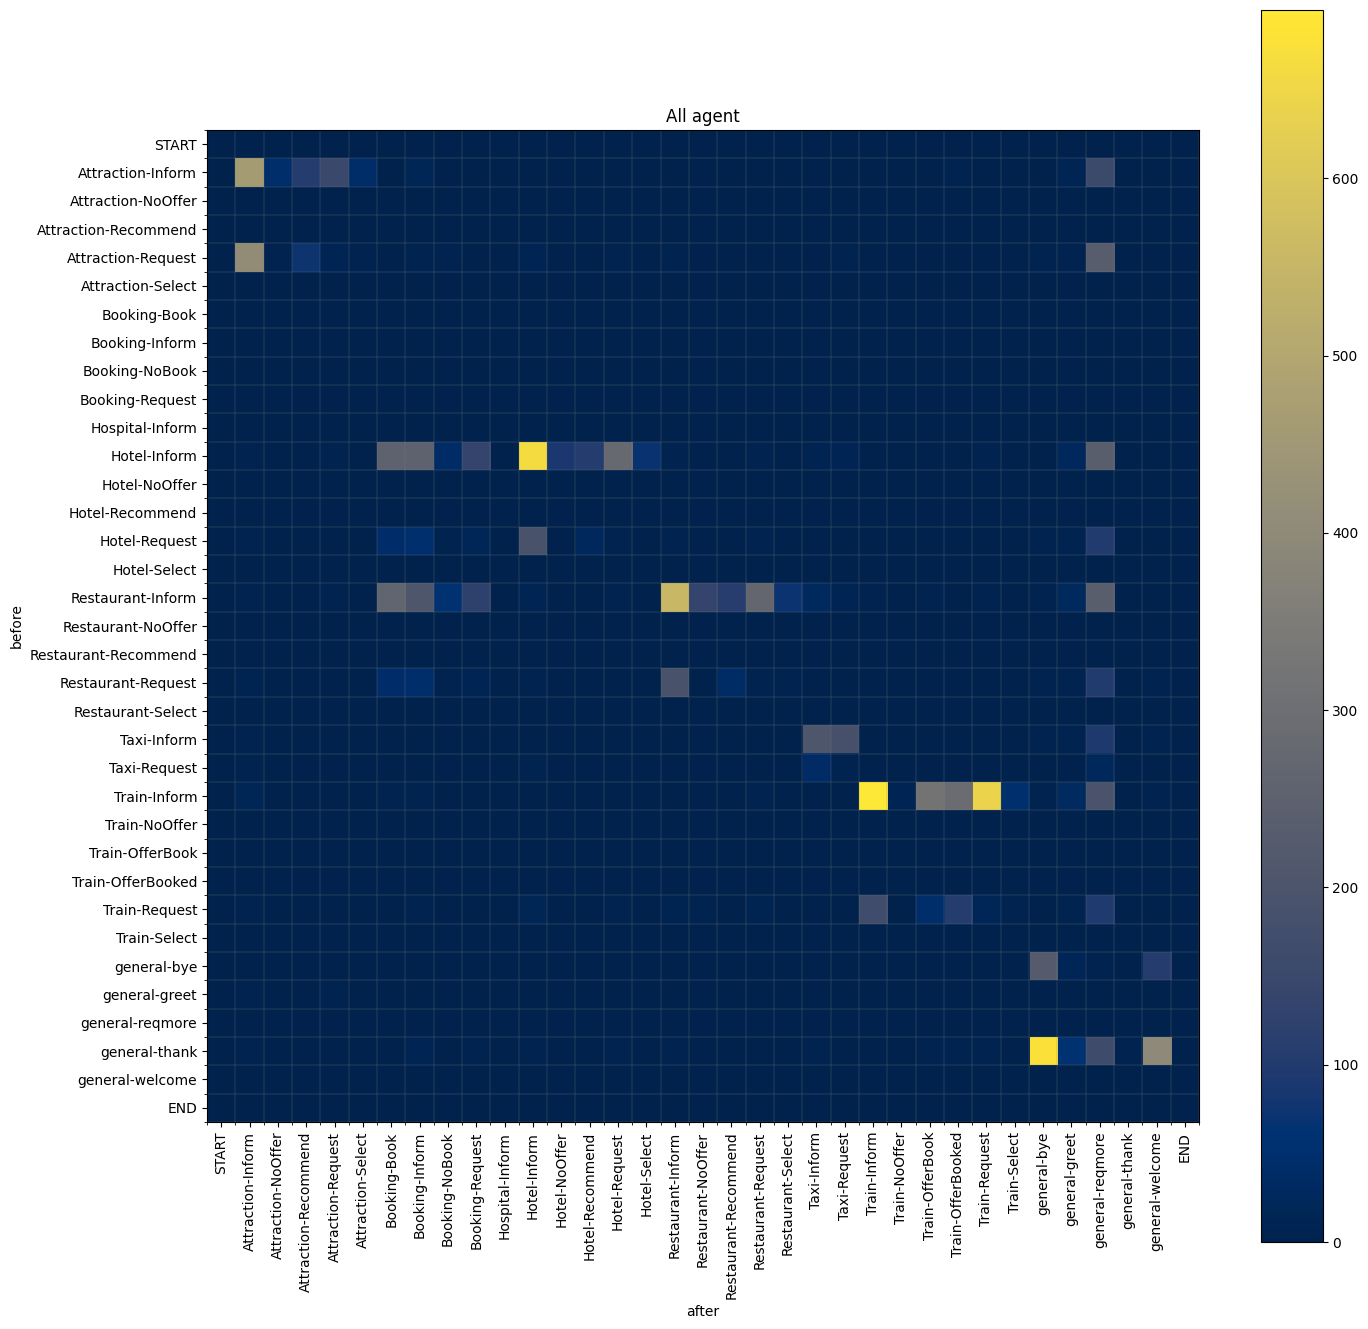 All agent
START
Attraction-Inform
Attraction-NoOffer
Attraction-Recommend
Attraction-Request
Attraction-Select
Booking-Book
Booking-Inform
Booking-NoBook
Booking-Request
Hospital-Inform
Hotel-Inform
Hotel-NoOffer
Hotel-Recommend
Hotel-Request
Hotel-Select
Restaurant-Inform
Restaurant-NoOffer
Restaurant-Recommend
Restaurant-Request
Restaurant-Select
Taxi-Inform
Taxi-Request
Train-Inform
Train-NoOffer
Train-OfferBook
Train-OfferBooked
Train-Request
Train-Select
general-bye
general-greet
general-reqmore
general-thank
general-welcome
END
before
START
Attraction-Inform
Attraction-NoOffer
Attraction-Recommend
Attraction-Request
Attraction-Select
Booking-Book
Booking-Inform
Booking-NoBook
Booking-Request
Hospital-Inform
Hotel-Inform
Hotel-NoOffer
Hotel-Recommend
Hotel-Request
Hotel-Select
Restaurant-Inform
Restaurant-NoOffer
Restaurant-Recommend
Restaurant-Request
Restaurant-Select
Taxi-Inform
Taxi-Request
Train-Inform
Train-NoOffer
Train-OfferBook
Train-OfferBooked
Train-Request
Train-Select
general-bye
general-greet
general-reqmore
general-thank
general-welcome
END
after
600
500
400
300
200
100
0